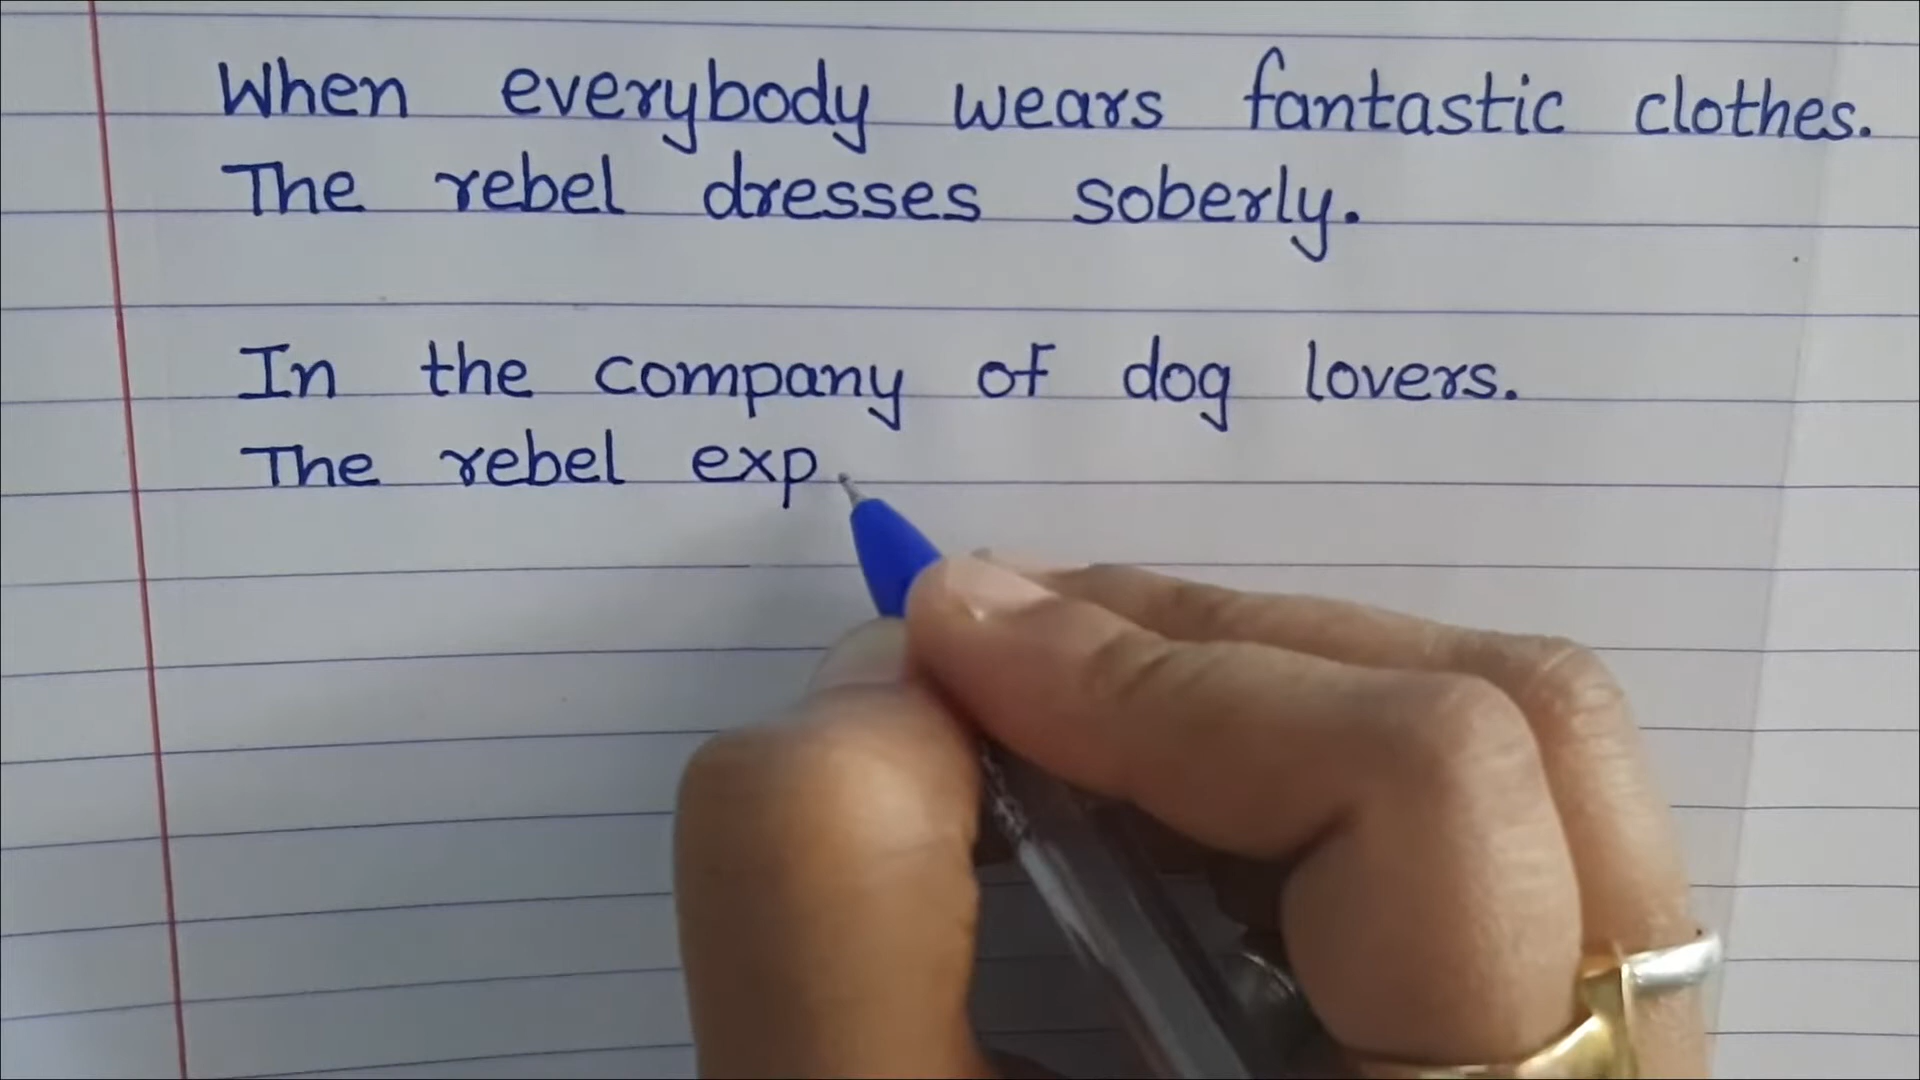 When everybody wears fantastic clothes.
The rebel dresses soberly.
In the company of dog lovers.
The rebel exp